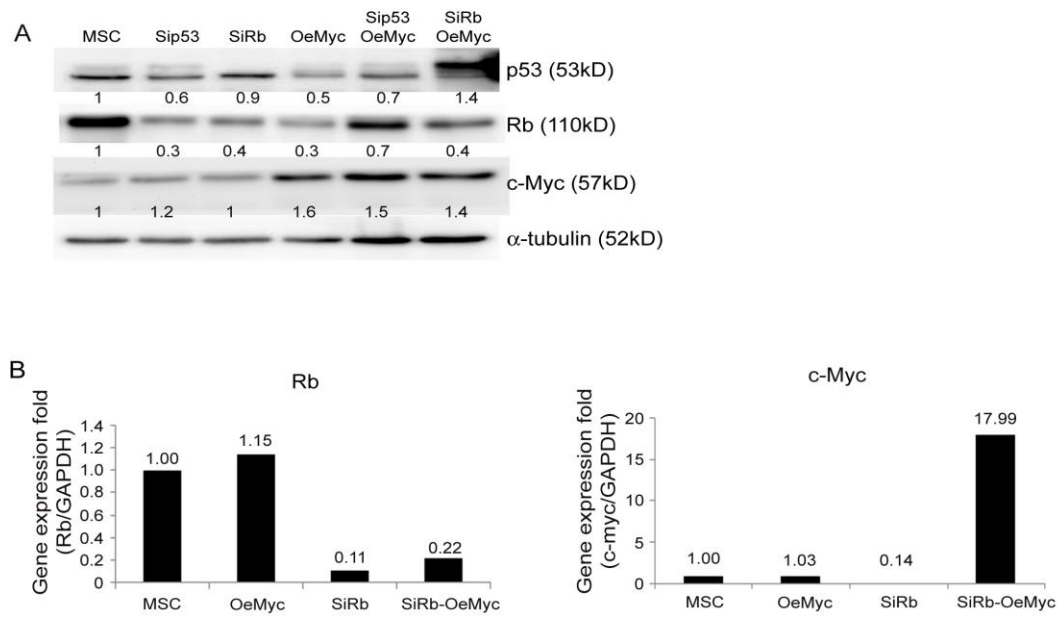 A
MSC Sip53 SiRb OeMyc Sip53 OeMyc SiRb OeMyc
p53 (53kD)
1 0.6 0.9 0.5 0.7 1.4
Rb (110kD)
1 0.3 0.4 0.3 0.7 0.4
c-Myc (57kD)
1 1.2 1 1.6 1.5 1.4
α-tubulin (52kD)
B
Rb
Gene expression fold
(Rb/GAPDH)
1.4
1.2
1.0
0.8
0.6
0.4
0.2
0
1.00 1.15 0.11 0.22
MSC OeMyc SiRb SiRb-OeMyc
c-Myc
Gene expression fold
(c-myc/GAPDH)
20
15
10
5
0
1.00 1.03 0.14 17.99
MSC OeMyc SiRb SiRb-OeMyc